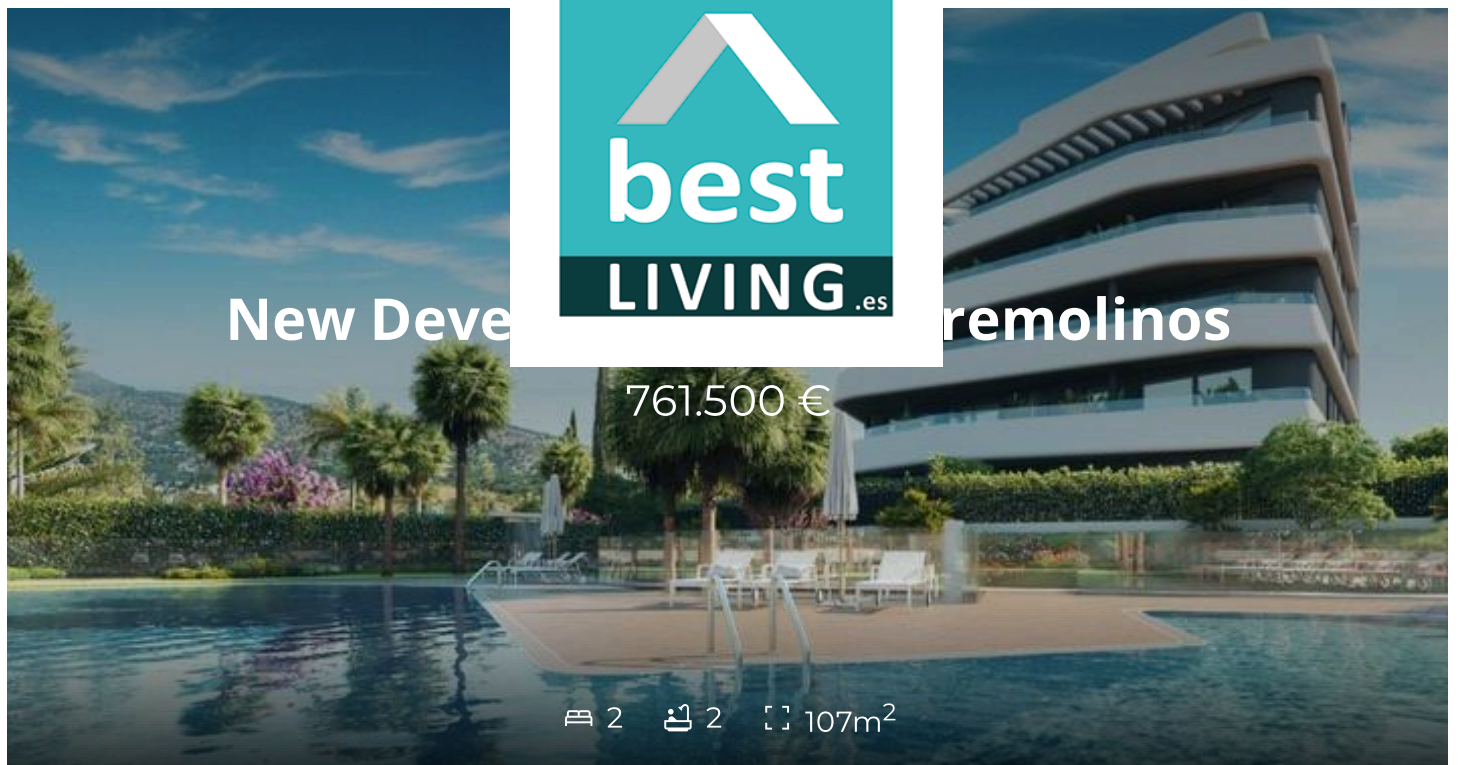 best
LIVING.es
New Deve remolinos
761.500 €
2 2 107m²